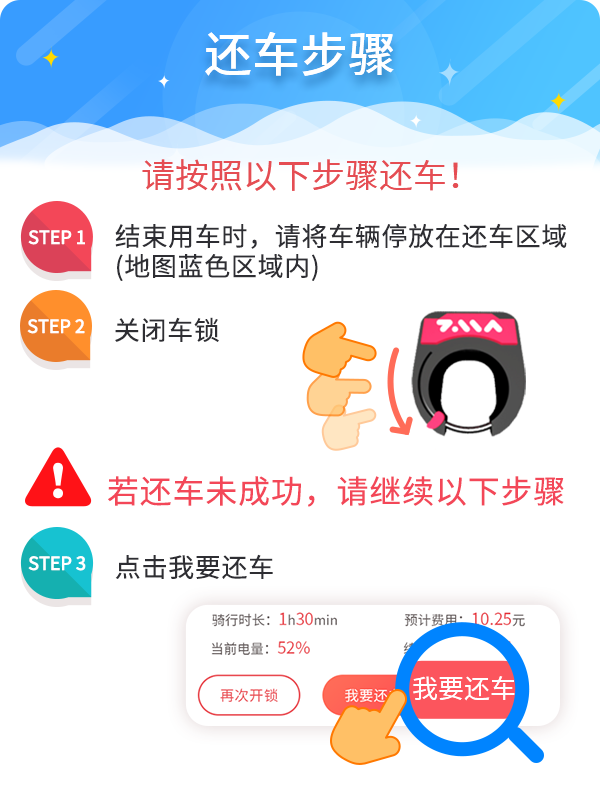 还车步骤
请按照以下步骤还车！
STEP 1
结束用车时，请将车辆停放在还车区域
(地图蓝色区域内)
STEP 2
关闭车锁
若还车未成功，请继续以下步骤
STEP 3
点击我要还车
骑行时长：1h30min
预计费用：10.25元
当前电量：52%
再次开锁
我要还
我要还车